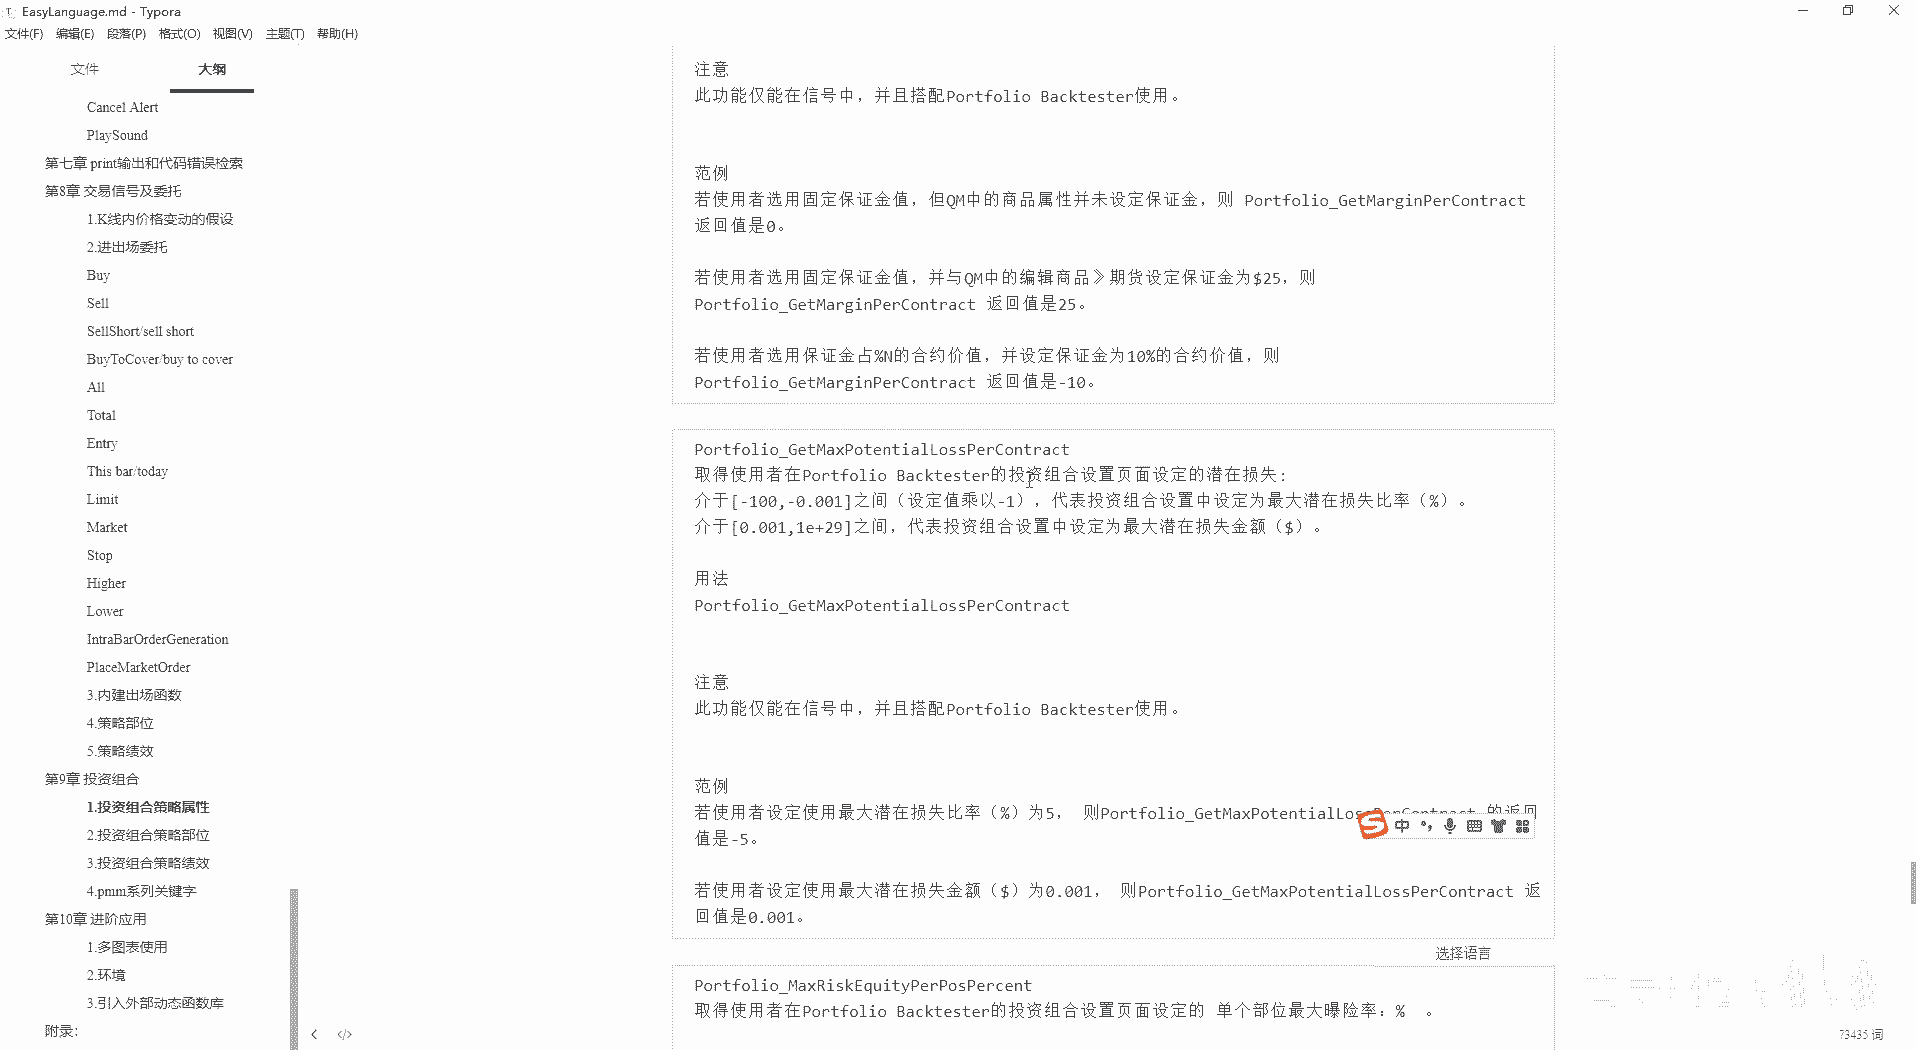 EasyLanguage.md - Typora
文件(F) 编辑(E) 段落(P) 格式(O) 视图(V) 主题(T) 帮助(H)
文件 大纲
Cancel Alert
PlaySound
第七章 print输出和代码错误检索
第8章 交易信号及委托
1.K线内价格变动的假设
2.进出场委托
Buy
Sell
SellShort/sell short
BuyToCover/buy to cover
All
Total
Entry
This bar/today
Limit
Market
Stop
Higher
Lower
IntraBarOrderGeneration
PlaceMarketOrder
3.内建出场函数
4.策略部位
5.策略绩效
第9章 投资组合
1.投资组合策略属性
2.投资组合策略部位
3.投资组合策略绩效
4.pmm系列关键字
第10章 进阶应用
1.多图表使用
2.环境
3.引入外部动态函数库
附录:
注意
此功能仅能在信号中，并且搭配Portfolio Backtester使用。
范例
若使用者选用固定保证金值，但QM中的商品属性并未设定保证金，则 Portfolio_GetMarginPerContract
返回值是0。
若使用者选用固定保证金值，并与QM中的编辑商品》期货设定保证金为$25，则
Portfolio_GetMarginPerContract 返回值是25。
若使用者选用保证金占%N的合约价值，并设定保证金为10%的合约价值，则
Portfolio_GetMarginPerContract 返回值是-10。
Portfolio_GetMaxPotentialLossPerContract
取得使用者在Portfolio Backtester的投资组合设置页面设定的潜在损失:
介于[-100,-0.001]之间（设定值乘以-1），代表投资组合设置中设定为最大潜在损失比率（%）。
介于[0.001,1e+29]之间，代表投资组合设置中设定为最大潜在损失金额（$）。
用法
Portfolio_GetMaxPotentialLossPerContract
注意
此功能仅能在信号中，并且搭配Portfolio Backtester使用。
范例
若使用者设定使用最大潜在损失比率（%）为5， 则Portfolio_GetMaxPotentialLossPerContract 的返回
值是-5。
若使用者设定使用最大潜在损失金额（$）为0.001， 则Portfolio_GetMaxPotentialLossPerContract 返
回值是0.001。
选择语言
Portfolio_MaxRiskEquityPerPosPercent
取得使用者在Portfolio Backtester的投资组合设置页面设定的 单个部位最大曝险率：% 。
中
73435 词